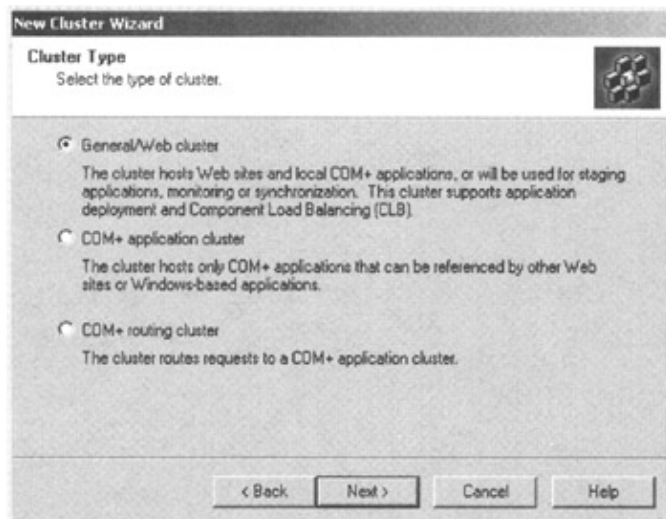 New Cluster Wizard
Cluster Type
Select the type of cluster.
General/Web cluster
The cluster hosts Web sites and local COM+ applications, or will be used for staging
applications, monitoring or synchronization. This cluster supports application
deployment and Component Load Balancing (CLB).
COM+ application cluster
The cluster hosts only COM+ applications that can be referenced by other Web
sites or Windows-based applications.
COM+ routing cluster
The cluster routes requests to a COM+ application cluster.
< Back
Next >
Cancel
Help